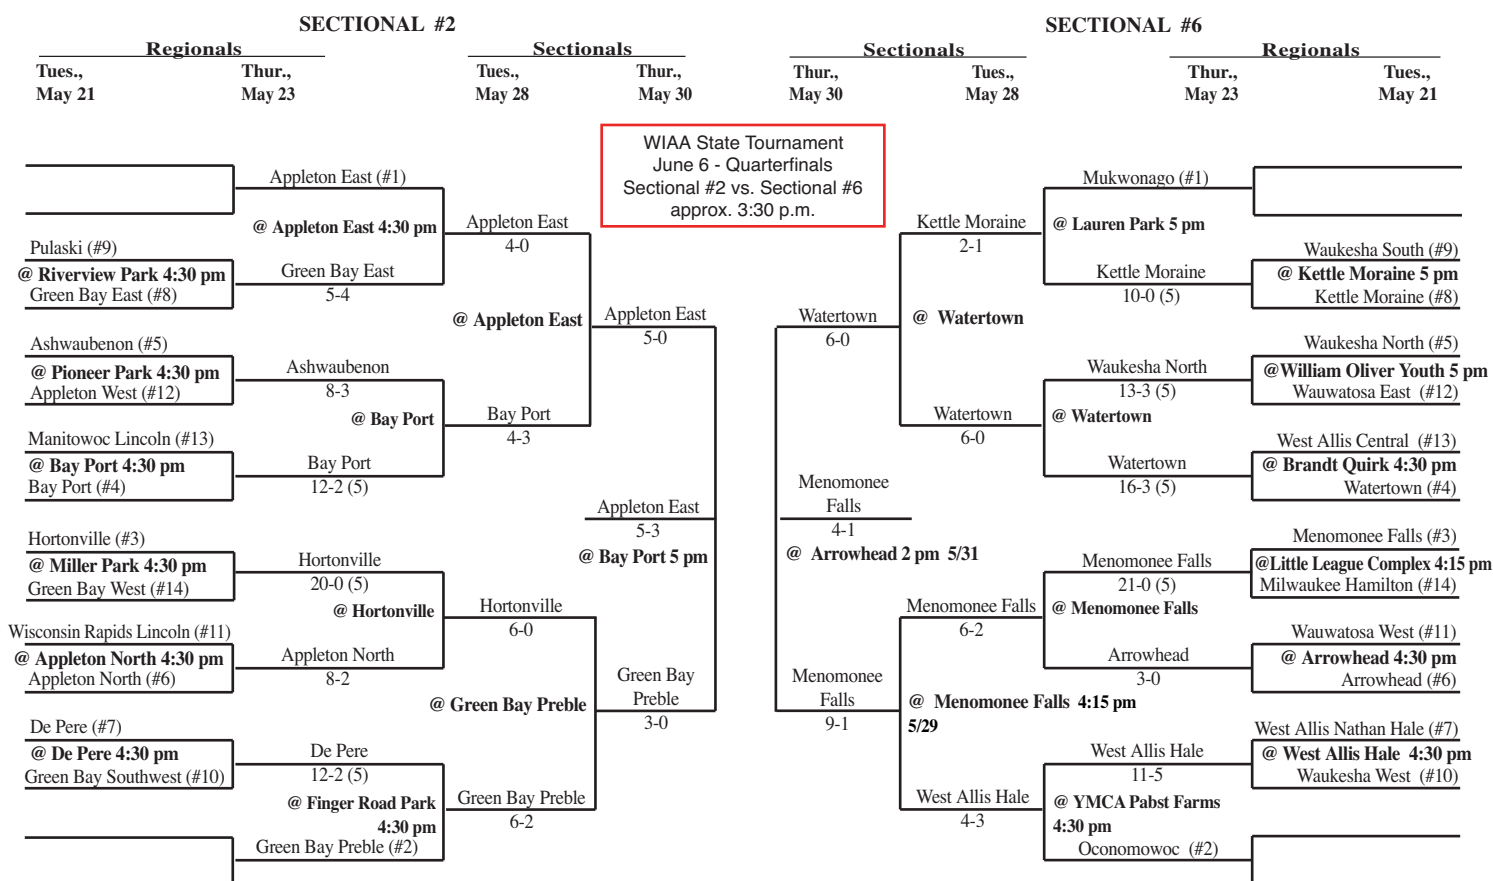 SECTIONAL #2
Regionals
Sectionals
Tues.,
May 21
Thur.,
May 23
Tues.,
May 28
Thur.,
May 30
Appleton East (#1)
@ Appleton East 4:30 pm
Pulaski (#9)
@ Riverview Park 4:30 pm
Green Bay East (#8)
Green Bay East
5-4
Appleton East
4-0
@ Appleton East
Ashwaubenon (#5)
@ Pioneer Park 4:30 pm
Appleton West (#12)
Ashwaubenon
8-3
@ Bay Port
Manitowoc Lincoln (#13)
@ Bay Port 4:30 pm
Bay Port (#4)
Bay Port
12-2 (5)
Bay Port
4-3
Appleton East
5-0
Appleton East
5-3
@ Bay Port 5 pm
Hortonville (#3)
@ Miller Park 4:30 pm
Green Bay West (#14)
Hortonville
20-0 (5)
@ Hortonville
Wisconsin Rapids Lincoln (#11)
@ Appleton North 4:30 pm
Appleton North (#6)
Appleton North
8-2
Hortonville
6-0
@ Green Bay Preble
Green Bay
Preble
3-0
De Pere (#7)
@ De Pere 4:30 pm
Green Bay Southwest (#10)
De Pere
12-2 (5)
@ Finger Road Park
4:30 pm
Green Bay Preble (#2)
Green Bay Preble
6-2
WIAA State Tournament
June 6 - Quarterfinals
Sectional #2 vs. Sectional #6
approx. 3:30 p.m.
SECTIONAL #6
Sectionals
Regionals
Thur.,
May 30
Tues.,
May 28
Thur.,
May 23
Tues.,
May 21
Mukwonago (#1)
@ Lauren Park 5 pm
Kettle Moraine
2-1
Waukesha South (#9)
@ Kettle Moraine 5 pm
Kettle Moraine (#8)
Kettle Moraine
10-0 (5)
Watertown
6-0
@ Watertown
Waukesha North (#5)
@William Oliver Youth 5 pm
Wauwatosa East (#12)
Waukesha North
13-3 (5)
@ Watertown
Watertown
6-0
West Allis Central (#13)
@ Brandt Quirk 4:30 pm
Watertown (#4)
Watertown
16-3 (5)
Menomonee
Falls
4-1
@ Arrowhead 2 pm 5/31
Menomonee Falls (#3)
@Little League Complex 4:15 pm
Milwaukee Hamilton (#14)
Menomonee Falls
21-0 (5)
@ Menomonee Falls
Menomonee Falls
6-2
Wauwatosa West (#11)
@ Arrowhead 4:30 pm
Arrowhead (#6)
Arrowhead
3-0
Menomonee
Falls
9-1
@ Menomonee Falls 4:15 pm
5/29
West Allis Nathan Hale (#7)
@ West Allis Hale 4:30 pm
Waukesha West (#10)
West Allis Hale
11-5
West Allis Hale
4-3
@ YMCA Pabst Farms
4:30 pm
Oconomowoc (#2)